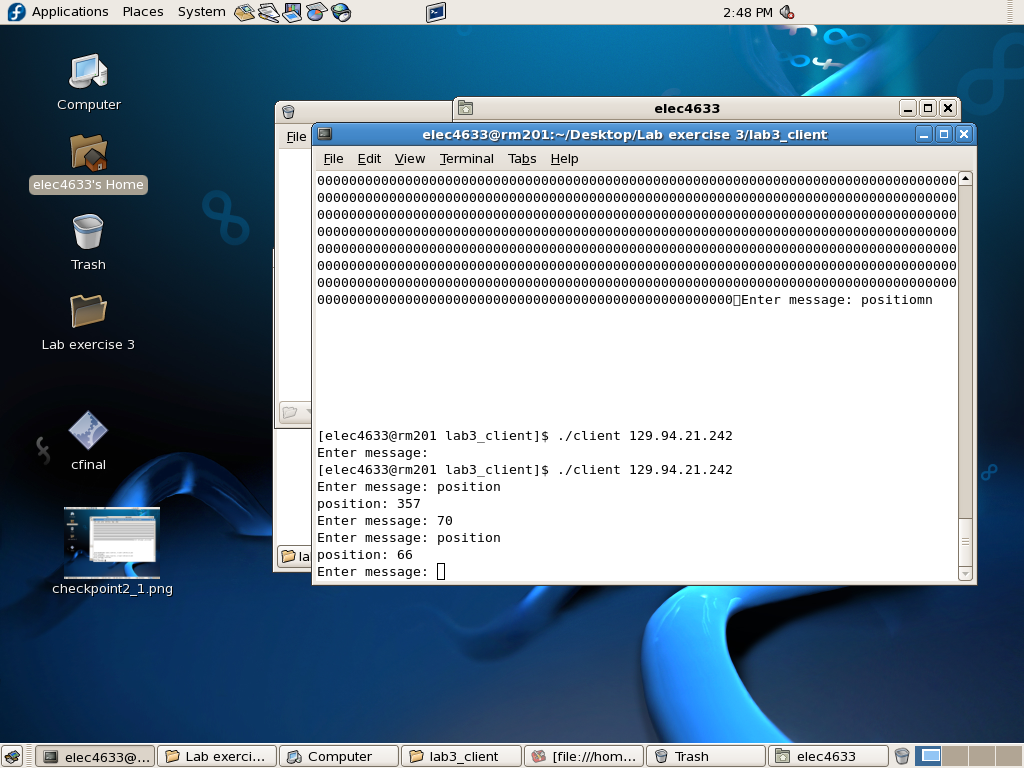 Applications Places System 2:48 PM
Computer
elec4633's Home
Trash
Lab exercise 3
cfinal
checkpoint2_1.png
elec4633
File
elec4633@rm201:~/Desktop/Lab exercise 3/lab3_client
File Edit View Terminal Tabs Help
00000000000000000000000000000000000000000000000000000000000000000000000000000000
00000000000000000000000000000000000000000000000000000000000000000000000000000000
00000000000000000000000000000000000000000000000000000000000000000000000000000000
00000000000000000000000000000000000000000000000000000000000000000000000000000000
00000000000000000000000000000000000000000000000000000000000000000000000000000000
00000000000000000000000000000000000000000000000000000000000000000000000000000000
00000000000000000000000000000000000000000000000000000000000000000000000000000000
0000000000000000000000000000000000000000000000000000Enter message: positiomn
[elec4633@rm201 lab3_client]$ ./client 129.94.21.242
Enter message:
[elec4633@rm201 lab3_client]$ ./client 129.94.21.242
Enter message: position
position: 357
Enter message: 70
Enter message: position
position: 66
Enter message:
la
elec4633@... Lab exerci... Computer lab3_client [file:///hom... Trash elec4633